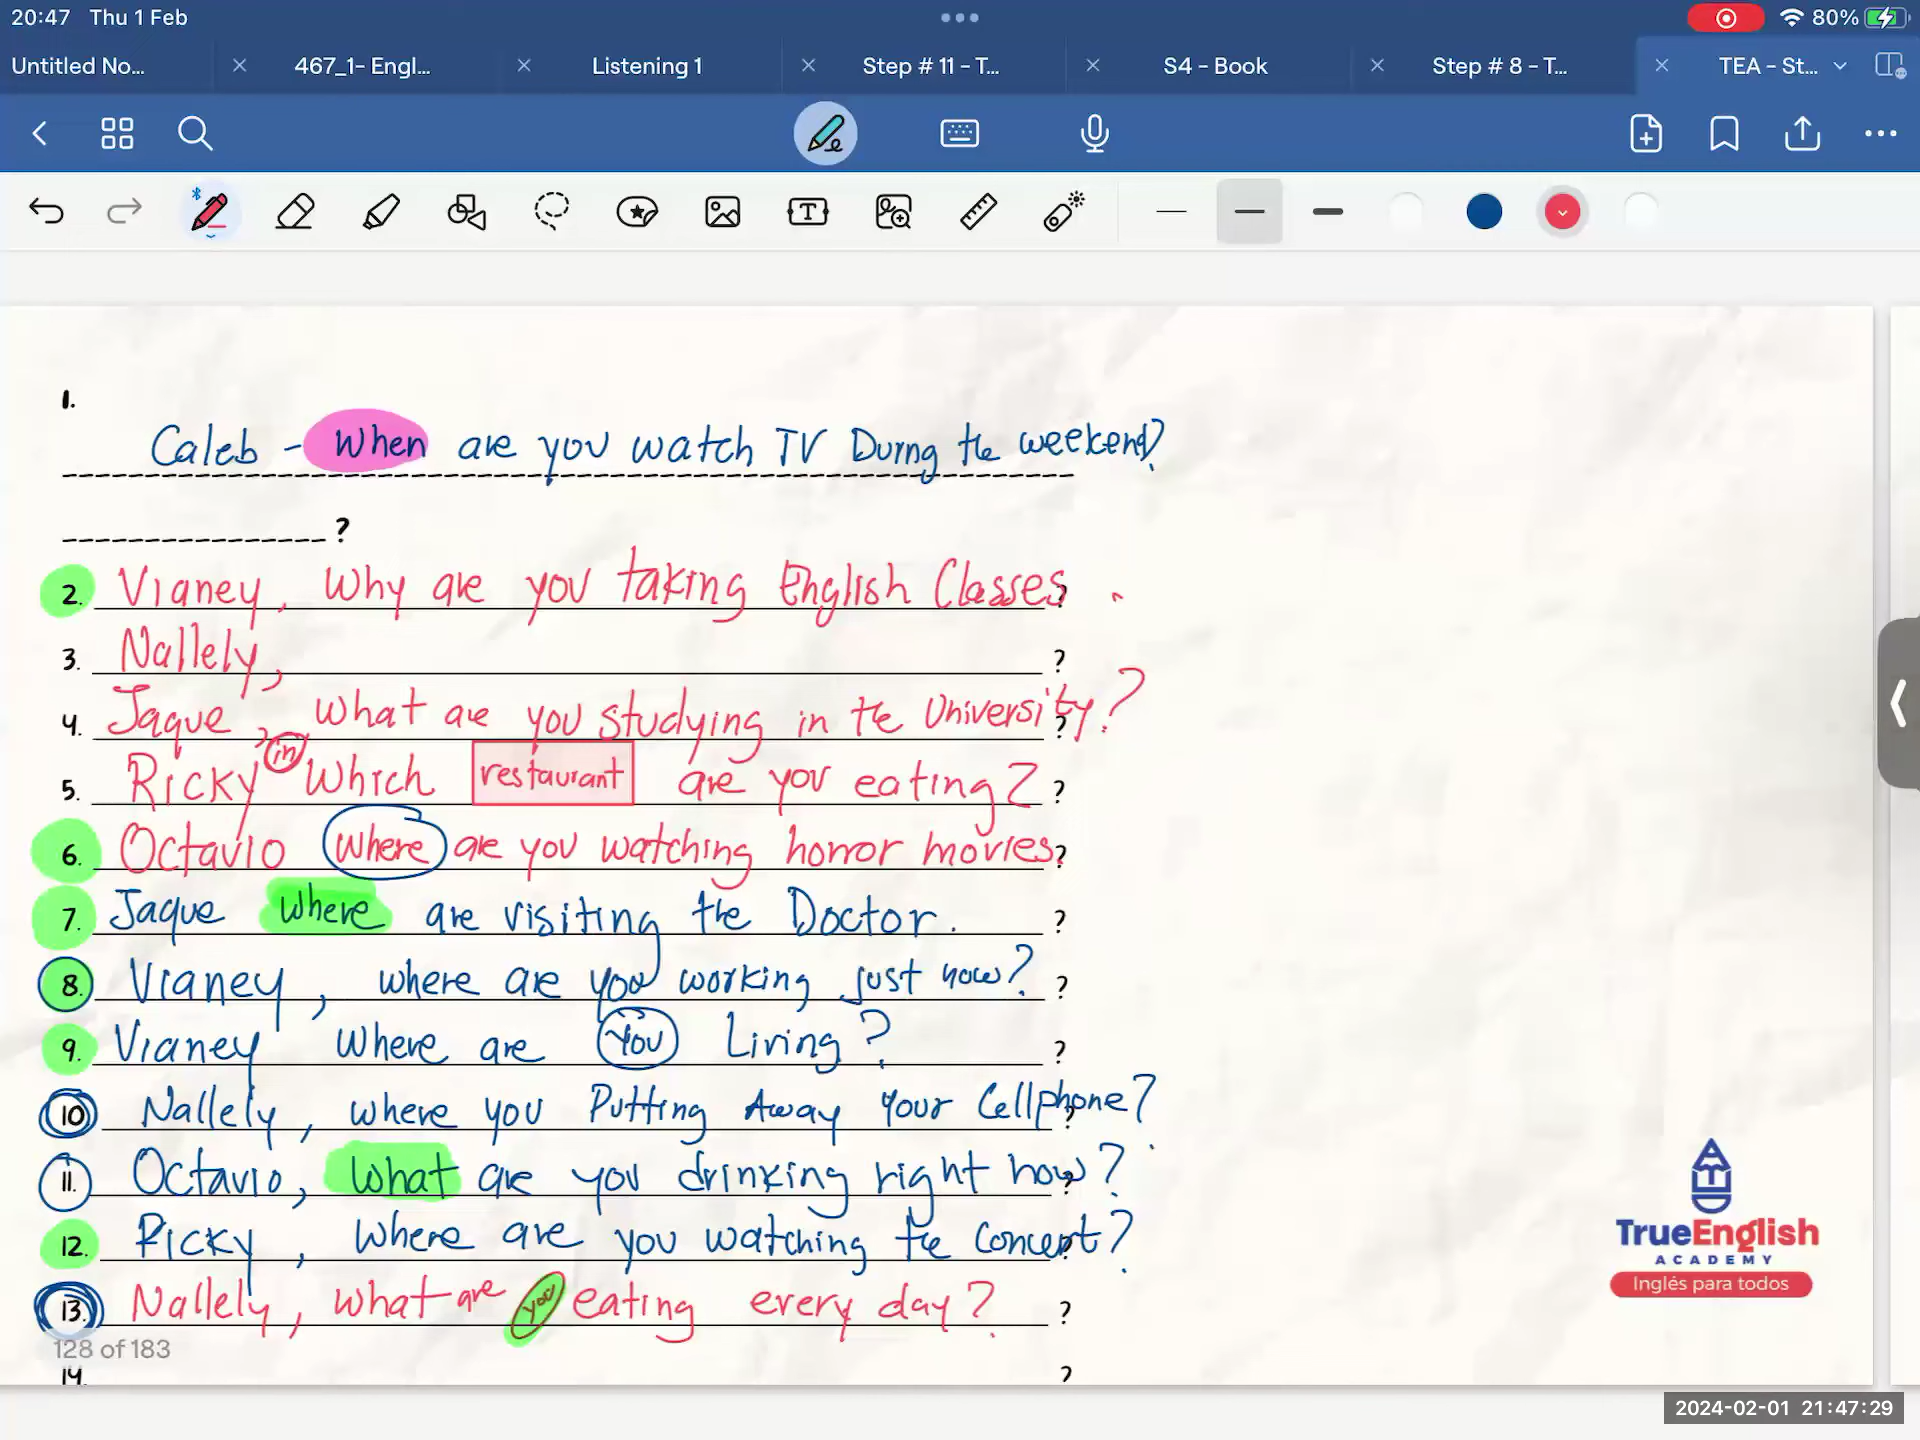 20:47 Thu 1 Feb
80%
Untitled No...
467_1- Engl...
Listening 1
Step # 11 - T...
S4 - Book
Step # 8 - T...
TEA - St...
1.
Caleb - When are you watch TV Durng the weekend?
________________ ?
2. Vianey, Why are you taking English Classes ?
3. Nallely, ?
4. Jaque, What are you studying in the University? ?
5. Ricky in Which restaurant are you eating? ?
6. Octavio Where are you watching horror movies. ?
7. Jaque where are visiting the Doctor. ?
8. Vianey, where are you working just now? ?
9. Vianey Where are you Living? ?
10 Nallely, where you Putting Away Your Cellphone? ?
11. Octavio, What are you drinking right now? ?
12. Ricky, Where are you watching the concert? ?
13. Nallely, what are you eating every day? ?
128 of 183
14. ?
TrueEnglish
ACADEMY
Inglés para todos
2024-02-01 21:47:29